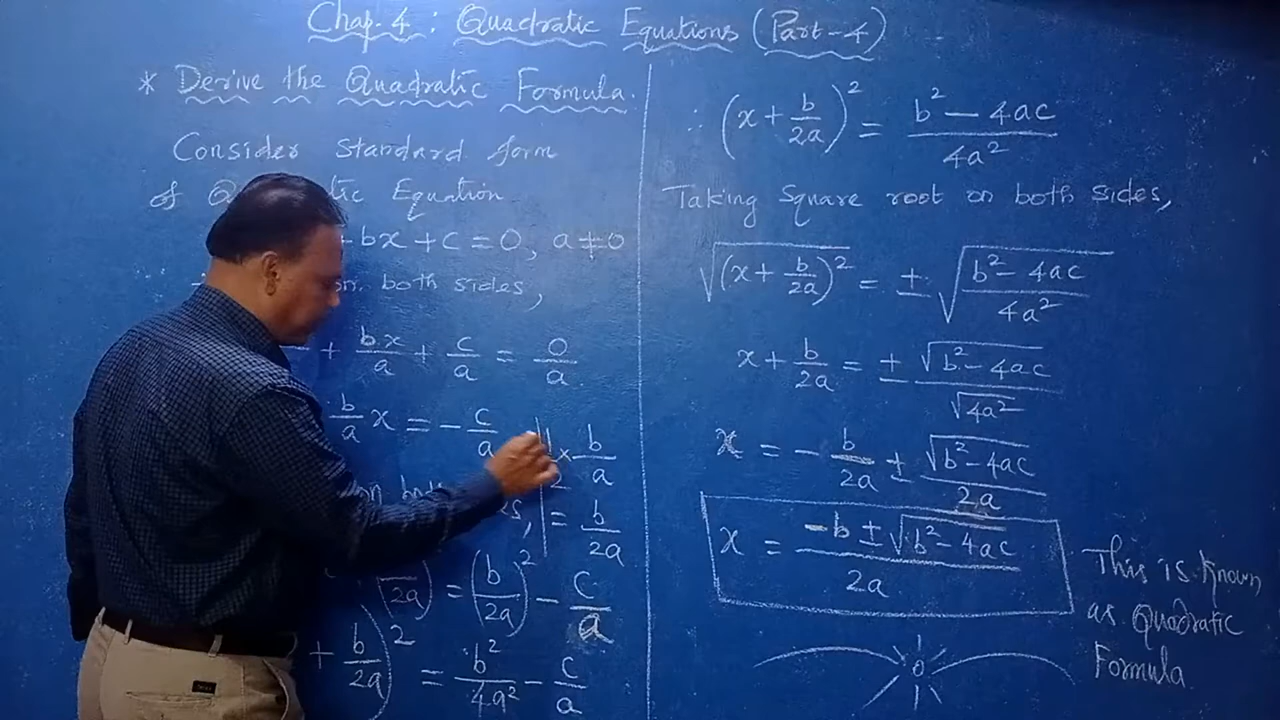 Chap. 4 : Quadratic Equations (Part-4)
* Derive the Quadratic Formula.
Consider standard form
of Equation
+ bx + c = 0, a ≠ 0
on both sides,
+ bx/a + c/a = 0/a
b/a x = - c/a
× b/a
= b/2a
2a) = (b/2a)² - c/a
+ b/2a)² = b²/4a² - c/a
∴ (x + b/2a)² = b² - 4ac / 4a²
Taking Square root on both sides,
√(x + b/2a)² = ± √(b² - 4ac / 4a²)
x + b/2a = ± √b² - 4ac / √4a²
x = - b/2a ± √b² - 4ac / 2a
x = -b ± √b² - 4ac / 2a
This is known
as Quadratic
Formula